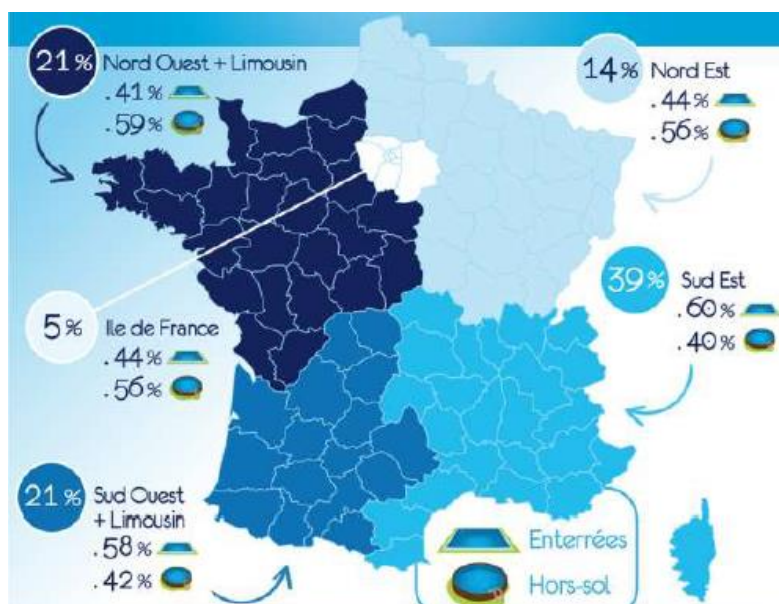 21%
Nord Ouest + Limousin
.41%
.59%
14%
Nord Est
.44%
.56%
39%
Sud Est
.60%
.40%
5%
Ile de France
.44%
.56%
21%
Sud Ouest
+ Limousin
.58%
.42%
Enterrées
Hors-sol